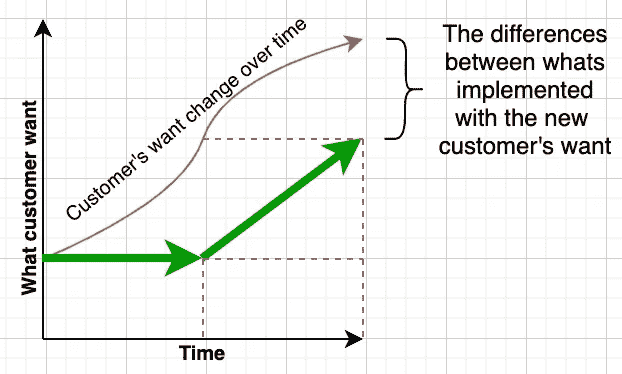 The differences
between whats
implemented
with the new
customer's want
Customer's want change over time
What customer want
Time